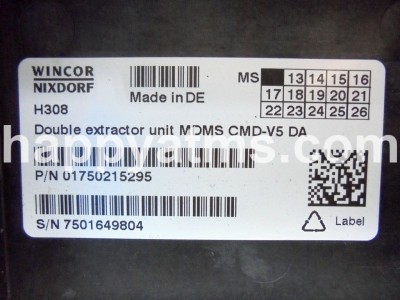 WINCOR
NIXDORF
Made in DE
MS 13 14 15 16
17 18 19 20 21
22 23 24 25 26
H308
Double extractor unit MDMS CMD-V5 DA
happyatms.com
P/N 01750215295
S/N 7501649804
Label